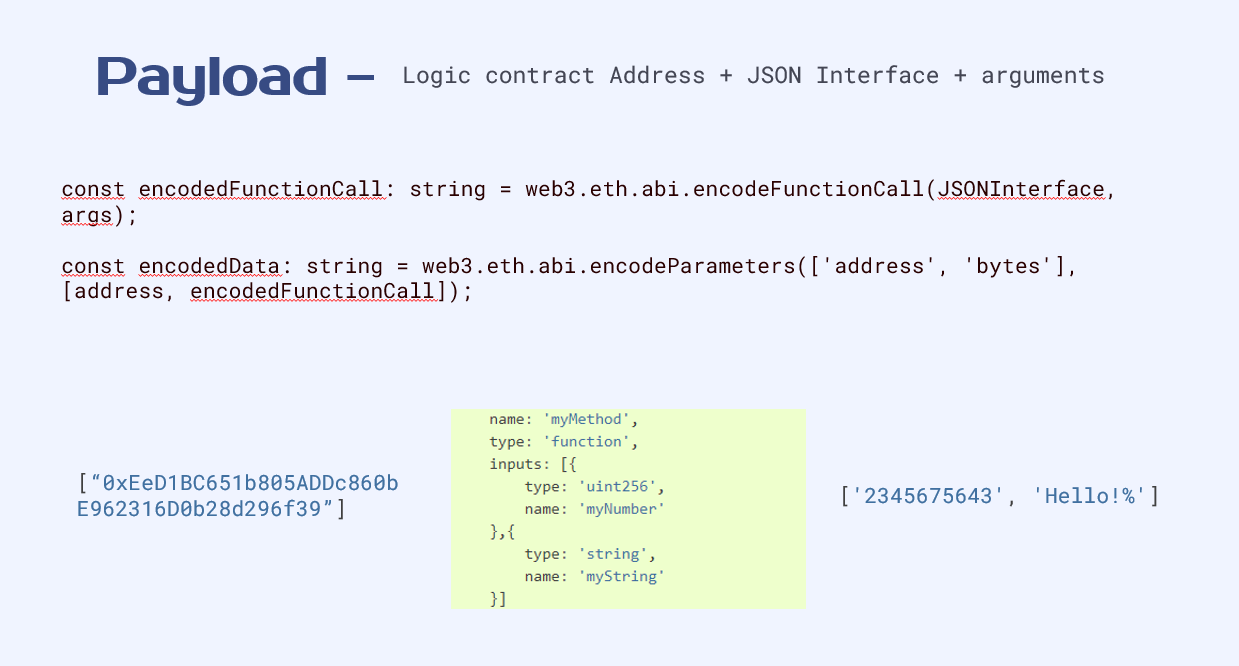 Payload – Logic contract Address + JSON Interface + arguments
const encodedFunctionCall: string = web3.eth.abi.encodeFunctionCall(JSONInterface,
args);
const encodedData: string = web3.eth.abi.encodeParameters(['address', 'bytes'],
[address, encodedFunctionCall]);
[“0xEeD1BC651b805ADDc860b
E962316D0b28d296f39”]
name: 'myMethod',
type: 'function',
inputs: [{
type: 'uint256',
name: 'myNumber'
},{
type: 'string',
name: 'myString'
}]
['2345675643', 'Hello!%']